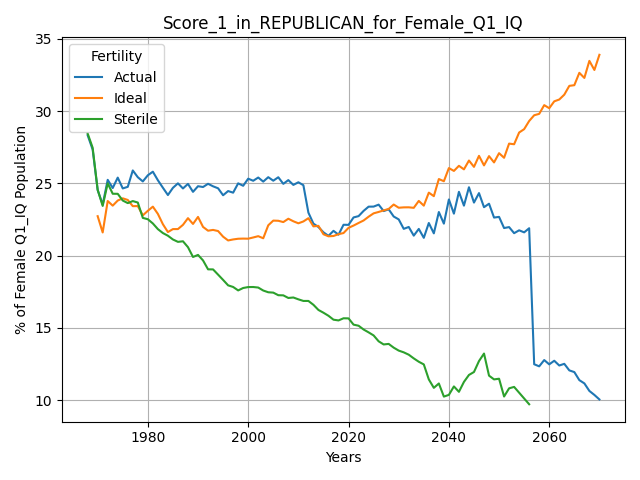 Score_1_in_REPUBLICAN_for_Female_Q1_IQ
% of Female Q1_IQ Population
35
30
25
20
15
10
Fertility
Actual
Ideal
Sterile
1980 2000 2020 2040 2060
Years